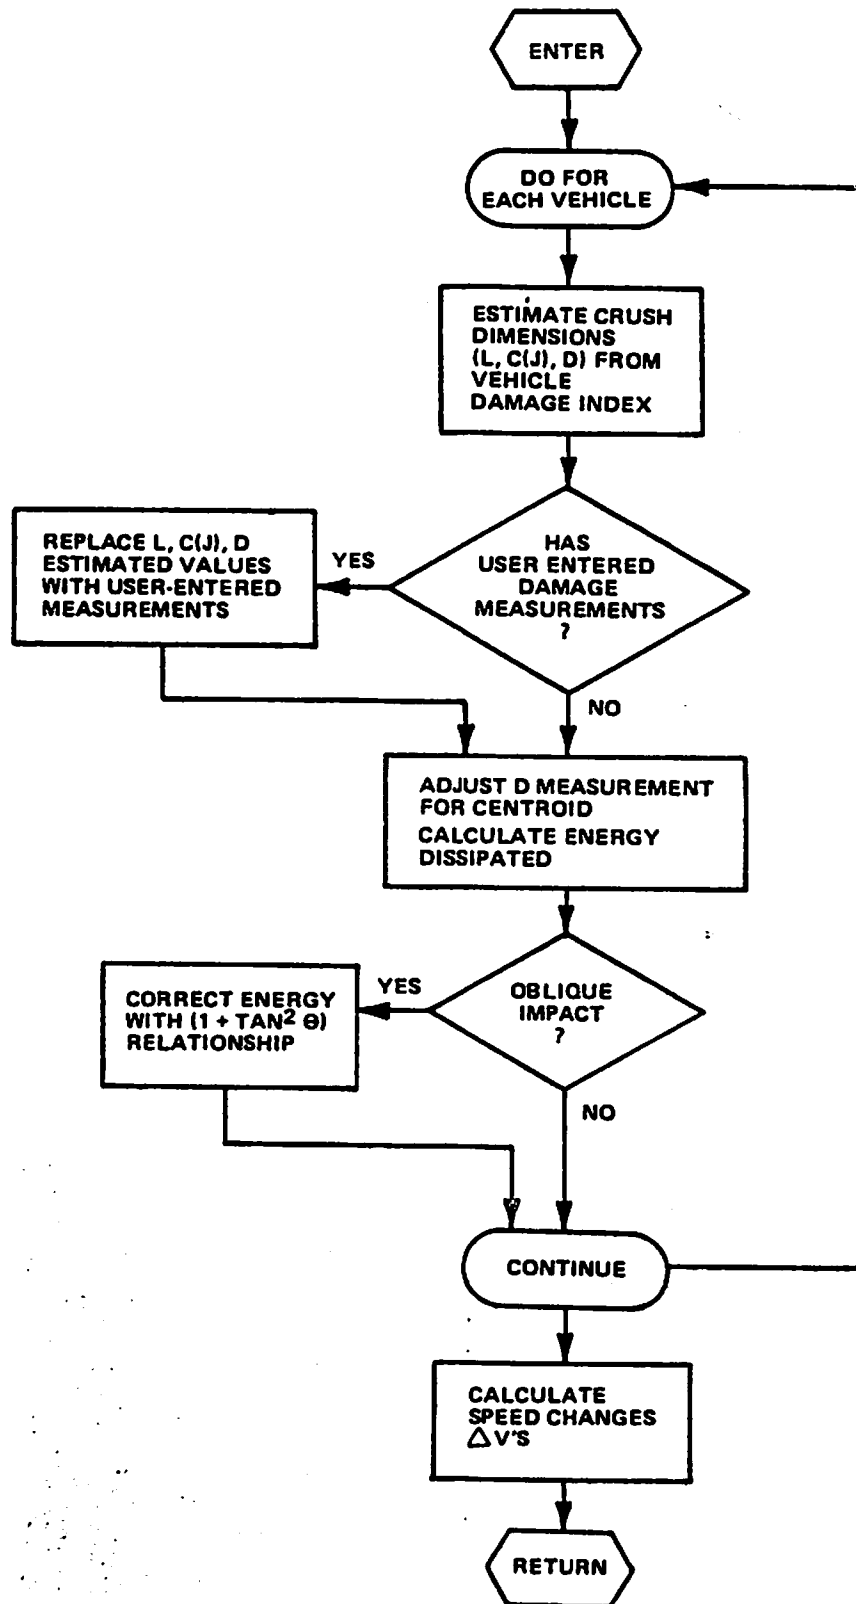 ENTER
DO FOR
EACH VEHICLE
ESTIMATE CRUSH
DIMENSIONS
(L, C(J), D) FROM
VEHICLE
DAMAGE INDEX
HAS
USER ENTERED
DAMAGE
MEASUREMENTS
?
YES
REPLACE L, C(J), D
ESTIMATED VALUES
WITH USER-ENTERED
MEASUREMENTS
NO
ADJUST D MEASUREMENT
FOR CENTROID
CALCULATE ENERGY
DISSIPATED
OBLIQUE
IMPACT
?
YES
CORRECT ENERGY
WITH (1 + TAN² Θ)
RELATIONSHIP
NO
CONTINUE
CALCULATE
SPEED CHANGES
△ V'S
RETURN